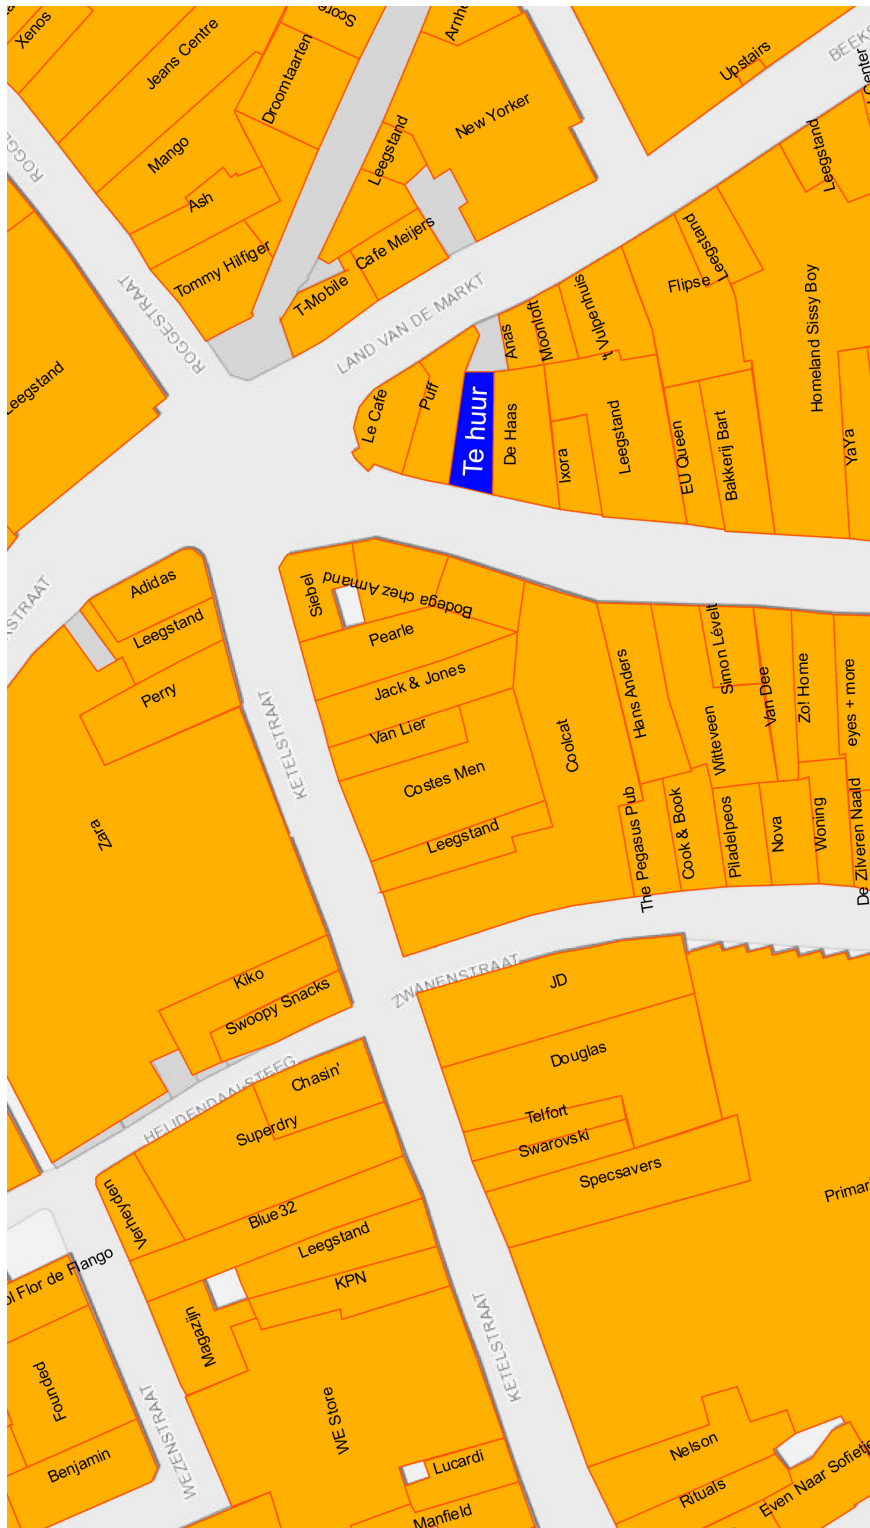 Xenos
Jeans Centre
Score
Droomtaarten
Mango
Ash
Tommy Hilfiger
T-Mobile
Cafe Meijers
Leegstand
New Yorker
Upstairs
Leegstand
ROGGESTRAAT
ROGGESTRAAT
LAND VAN DE MARKT
Leegstand
Le Cafe
Puff
Te huur
De Haas
Anas
Moonloft
't Vulpenhuis
Flipse
Leegstand
Homeland Sissy Boy
Ixora
Leegstand
EU Queen
Bakkerij Bart
YaYa
Adidas
Leegstand
Perry
Zara
KETELSTRAAT
Siebel
Bodega chez Armand
Pearle
Jack & Jones
Van Lier
Costes Men
Leegstand
Coolcat
Hans Anders
Simon Lévelt
Witteveen
Van Dee
Zo! Home
eyes + more
The Pegasus Pub
Cook & Book
Piladelpeos
Nova
Woning
De Zilveren Naald
Kiko
Swoopy Snacks
ZWANENSTRAAT
HEIJDENDAALSTEEG
JD
Douglas
Telfort
Swarovski
Specsavers
Chasin'
Superdry
Verheyden
Blue32
Leegstand
KPN
Magazijn
WE Store
Lucardi
Manfield
KETELSTRAAT
WEZENSTRAAT
ol Flor de Flango
Founded
Benjamin
Nelson
Rituals
Even Naar Sofietje